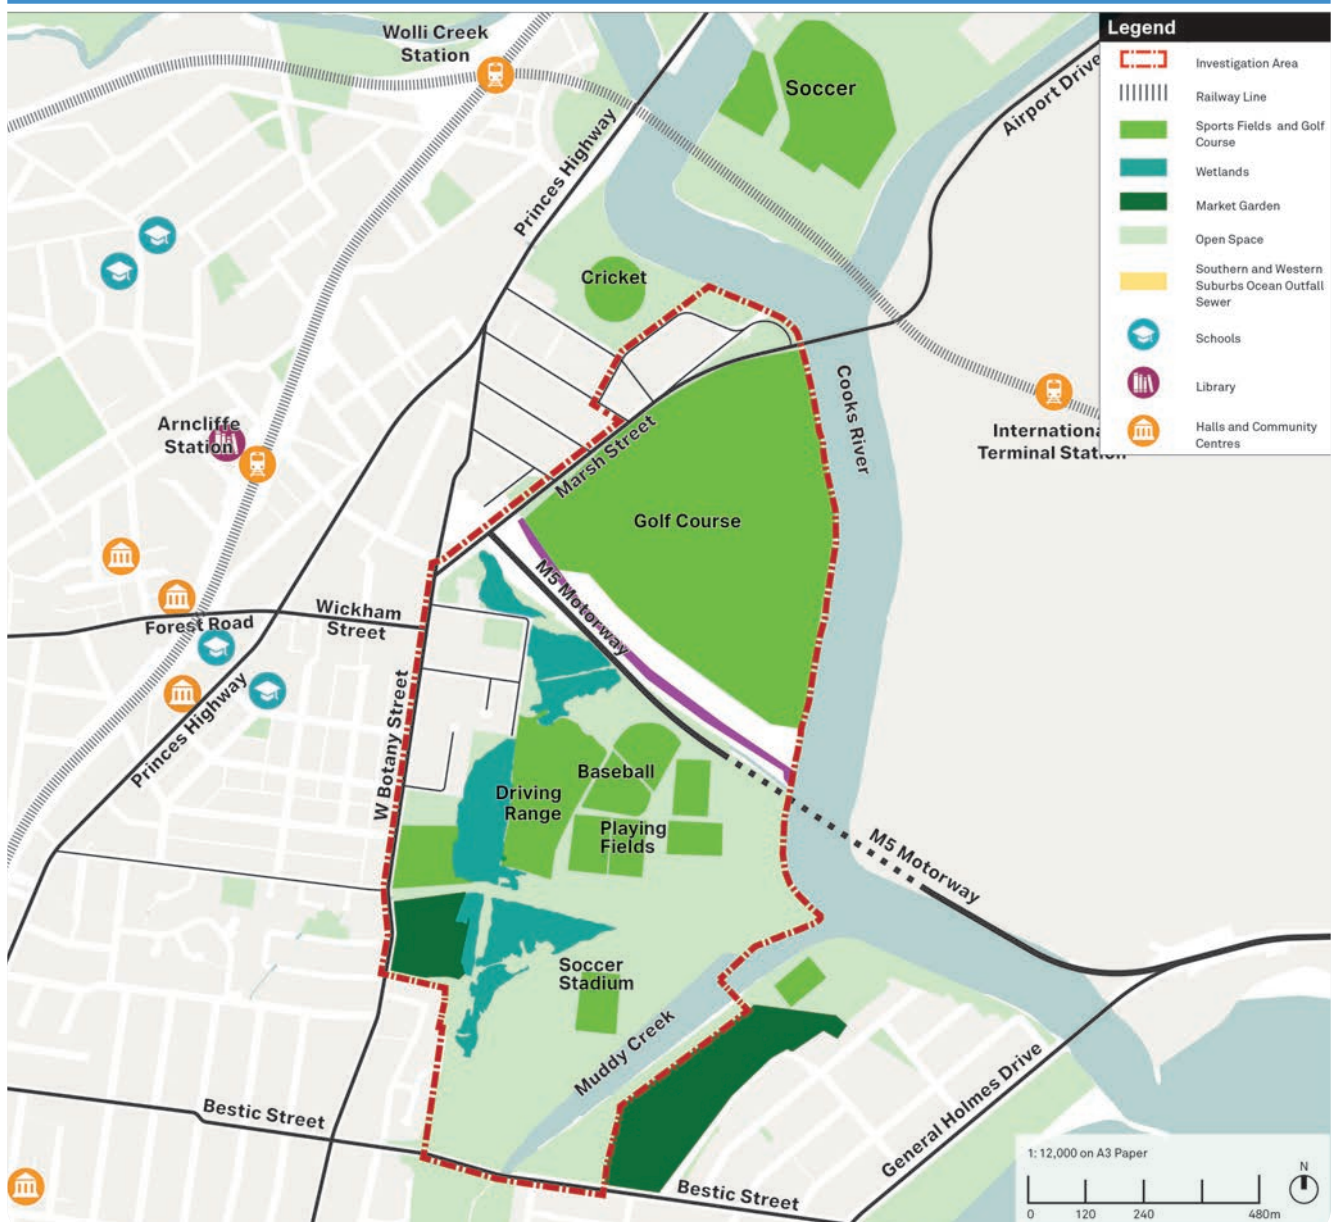 Wolli Creek
Station
Soccer
Airport Drive
Princes Highway
Cricket
Cooks River
Arncliffe
Station
International
Terminal Station
Marsh Street
Golf Course
M5 Motorway
Wickham
Street
Forest Road
Princes Highway
W Botany Street
Baseball
Driving
Range
Playing
Fields
M5 Motorway
Soccer
Stadium
Muddy Creek
General Holmes Drive
Bestic Street
Bestic Street
Legend
Investigation Area
Railway Line
Sports Fields and Golf
Course
Wetlands
Market Garden
Open Space
Southern and Western
Suburbs Ocean Outfall
Sewer
Schools
Library
Halls and Community
Centres
1: 12,000 on A3 Paper
N
0 120 240 480m